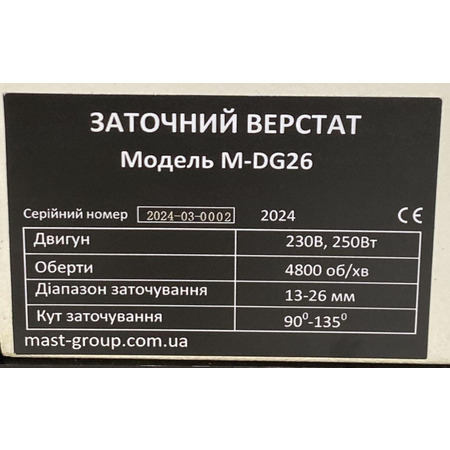 ЗАТОЧНИЙ ВЕРСТАТ
Модель M-DG26
Серійний номер 2024-03-0002 2024 CE
Двигун 230В, 250Вт
Оберти 4800 об/хв
Діапазон заточування 13-26 мм
Кут заточування 90⁰-135⁰
mast-group.com.ua